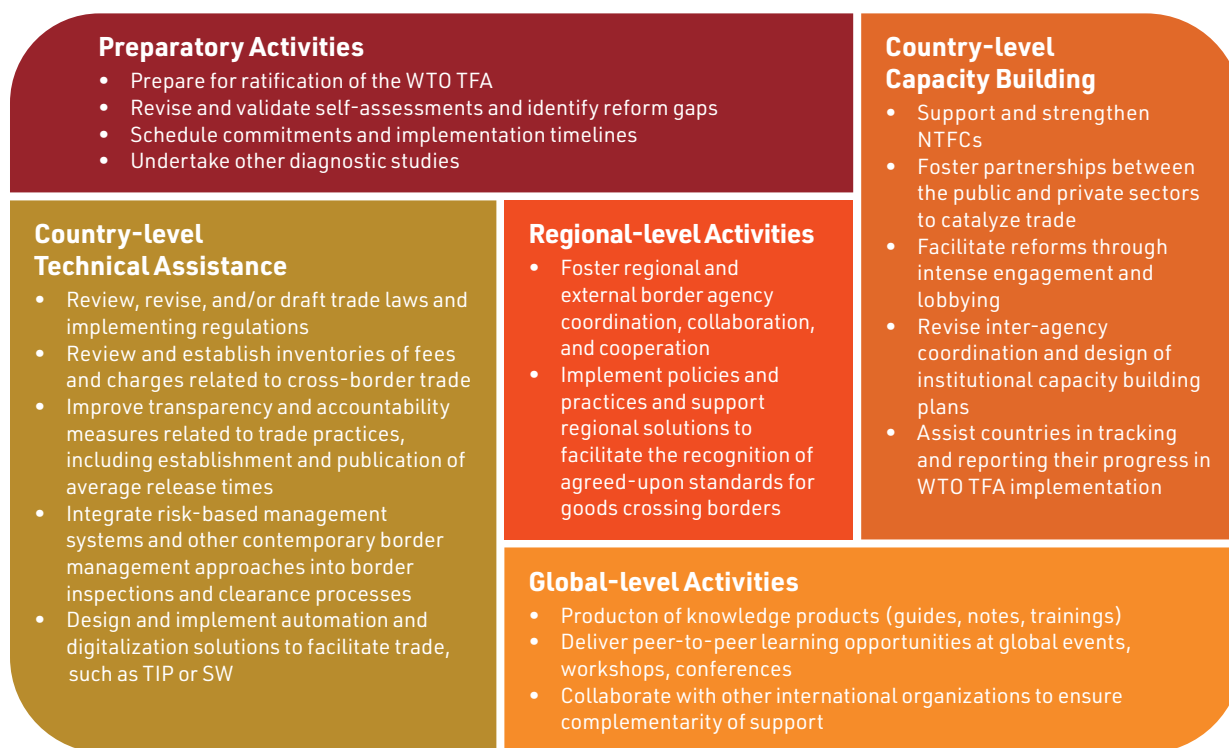 Preparatory Activities
• Prepare for ratification of the WTO TFA
• Revise and validate self-assessments and identify reform gaps
• Schedule commitments and implementation timelines
• Undertake other diagnostic studies
Country-level
Capacity Building
• Support and strengthen
NTFCs
• Foster partnerships between
the public and private sectors
to catalyze trade
• Facilitate reforms through
intense engagement and
lobbying
• Revise inter-agency
coordination and design of
institutional capacity building
plans
• Assist countries in tracking
and reporting their progress in
WTO TFA implementation
Country-level
Technical Assistance
• Review, revise, and/or draft trade laws and
implementing regulations
• Review and establish inventories of fees
and charges related to cross-border trade
• Improve transparency and accountability
measures related to trade practices,
including establishment and publication of
average release times
• Integrate risk-based management
systems and other contemporary border
management approaches into border
inspections and clearance processes
• Design and implement automation and
digitalization solutions to facilitate trade,
such as TIP or SW
Regional-level Activities
• Foster regional and
external border agency
coordination, collaboration,
and cooperation
• Implement policies and
practices and support
regional solutions to
facilitate the recognition of
agreed-upon standards for
goods crossing borders
Global-level Activities
• Producton of knowledge products (guides, notes, trainings)
• Deliver peer-to-peer learning opportunities at global events,
workshops, conferences
• Collaborate with other international organizations to ensure
complementarity of support